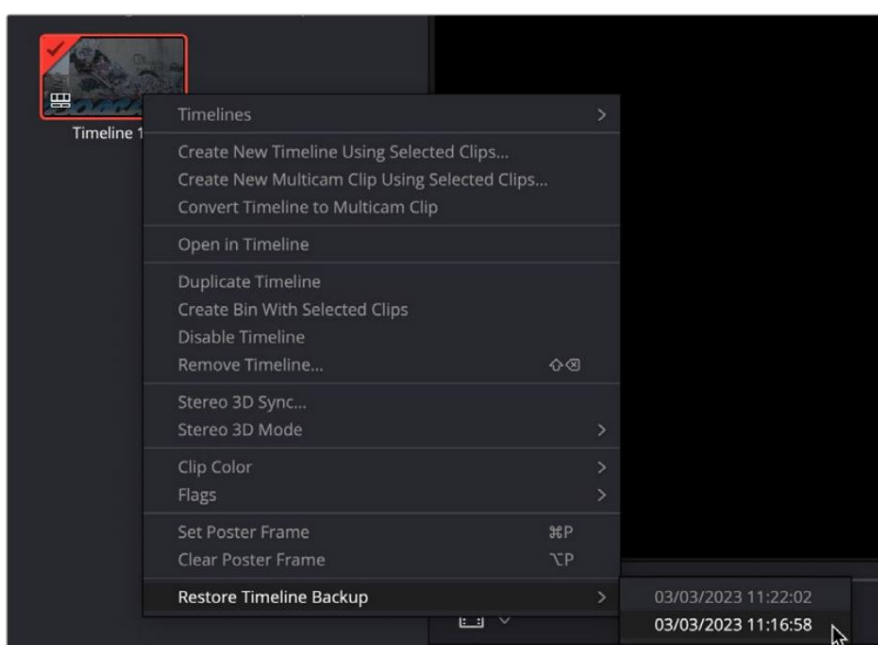 Timeline 1
Timelines
Create New Timeline Using Selected Clips...
Create New Multicam Clip Using Selected Clips...
Convert Timeline to Multicam Clip
Open in Timeline
Duplicate Timeline
Create Bin With Selected Clips
Disable Timeline
Remove Timeline... ⇧⌫
Stereo 3D Sync...
Stereo 3D Mode
Clip Color
Flags
Set Poster Frame ⌘P
Clear Poster Frame ⌥P
Restore Timeline Backup
03/03/2023 11:22:02
03/03/2023 11:16:58